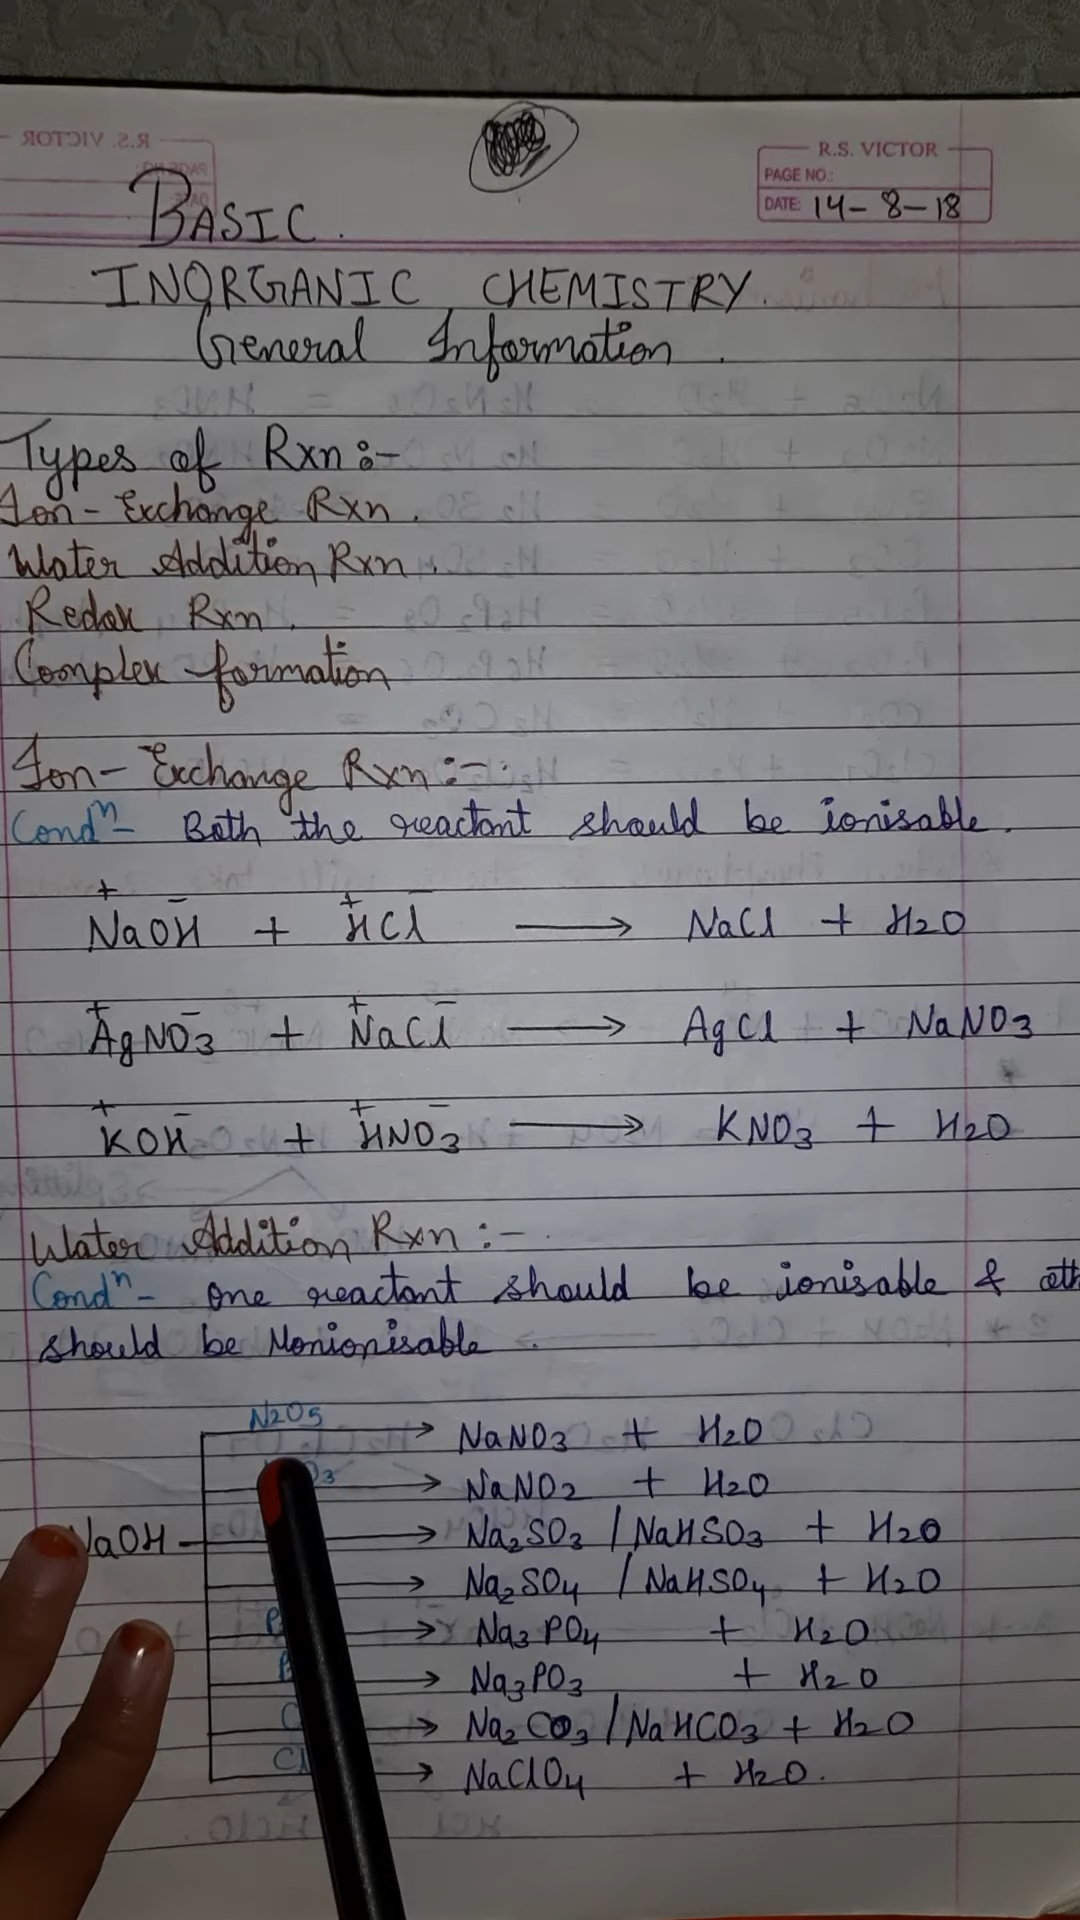 R.S. VICTOR
PAGE NO.:
DATE: 14-8-18
BASIC.
INORGANIC CHEMISTRY.
General Information.
Types of Rxn :-
Ion-Exchange Rxn.
Water Addition Rxn.
Redox Rxn.
Complex formation
Ion-Exchange Rxn :-
Condⁿ- Both the reactant should be ionisable.
+ - + -
NaOH + HCl ⟶ NaCl + H₂O
+ - + -
AgNO₃ + NaCl ⟶ AgCl + NaNO₃
+ - + -
KOH + HNO₃ ⟶ KNO₃ + H₂O
Water Addition Rxn :-
Condⁿ- One reactant should be ionisable &
should be Nonionisable.
N₂O₅ → NaNO₃ + H₂O
→ NaNO₂ + H₂O
NaOH → Na₂SO₃ / NaHSO₃ + H₂O
→ Na₂SO₄ / NaHSO₄ + H₂O
→ Na₃PO₄ + H₂O
→ Na₃PO₃ + H₂O
→ Na₂CO₃ / NaHCO₃ + H₂O
→ NaClO₄ + H₂O.